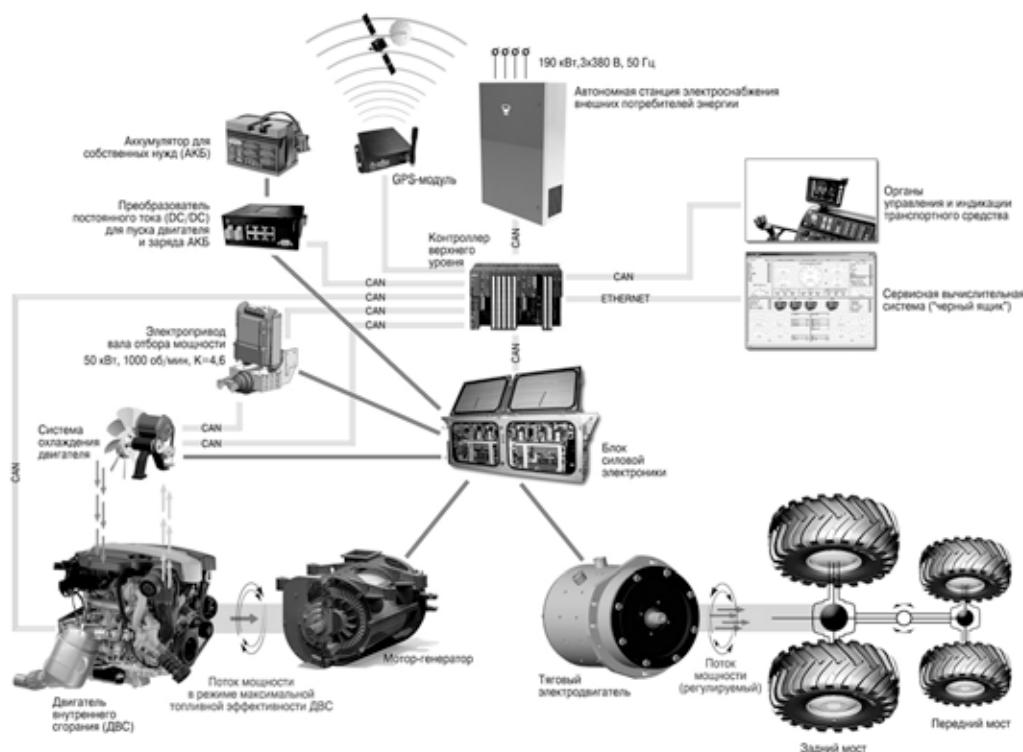 190 кВт,3х380 В, 50 Гц
Автономная станция электроснабжения
внешних потребителей энергии
Аккумулятор для
собственных нужд (АКБ)
GPS-модуль
Преобразователь
постоянного тока (DC/DC)
для пуска двигателя
и заряда АКБ
Контроллер
верхнего
уровня
CAN
Органы
управления и индикации
транспортного средства
CAN
CAN
CAN
CAN
CAN
ETHERNET
Сервисная вычислительная
система ("черный ящик")
Электропривод
вала отбора мощности
50 кВт, 1000 об/мин, K=4,6
CAN
Система
охлаждения
двигателя
CAN
CAN
CAN
Блок
силовой
электроники
Мотор-генератор
Поток мощности
в режиме максимальной
топливной эффективности ДВС
Двигатель
внутреннего
сгорания (ДВС)
Тяговый
электродвигатель
Поток
мощности
(регулируемый)
Передний мост
Задний мост